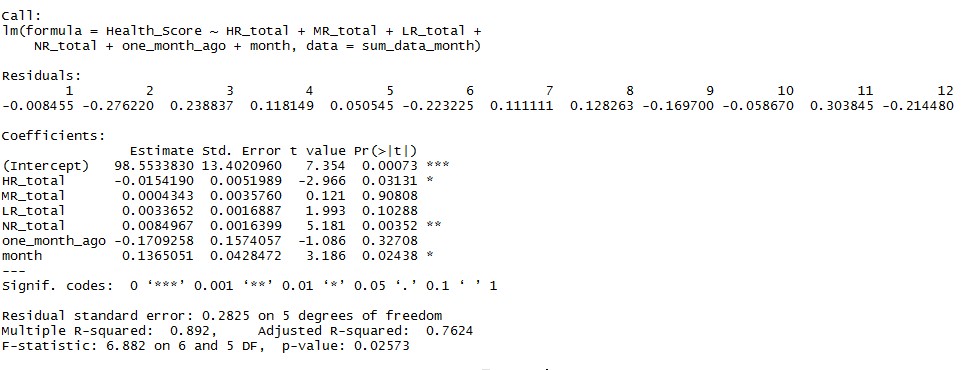 Call:
lm(formula = Health_Score ~ HR_total + MR_total + LR_total +
    NR_total + one_month_ago + month, data = sum_data_month)

Residuals:
        1         2         3         4         5         6         7         8         9        10        11        12
-0.008455 -0.276220  0.238837  0.118149  0.050545 -0.223225  0.111111  0.128263 -0.169700 -0.058670  0.303845 -0.214480

Coefficients:
                Estimate Std. Error t value Pr(>|t|)
(Intercept)   98.5533830 13.4020960   7.354  0.00073 ***
HR_total      -0.0154190  0.0051989  -2.966  0.03131 *
MR_total       0.0004343  0.0035760   0.121  0.90808
LR_total       0.0033652  0.0016887   1.993  0.10288
NR_total       0.0084967  0.0016399   5.181  0.00352 **
one_month_ago -0.1709258  0.1574057  -1.086  0.32708
month          0.1365051  0.0428472   3.186  0.02438 *
---
Signif. codes:  0 ‘***’ 0.001 ‘**’ 0.01 ‘*’ 0.05 ‘.’ 0.1 ‘ ’ 1

Residual standard error: 0.2825 on 5 degrees of freedom
Multiple R-squared:  0.892,     Adjusted R-squared:  0.7624
F-statistic: 6.882 on 6 and 5 DF,  p-value: 0.02573